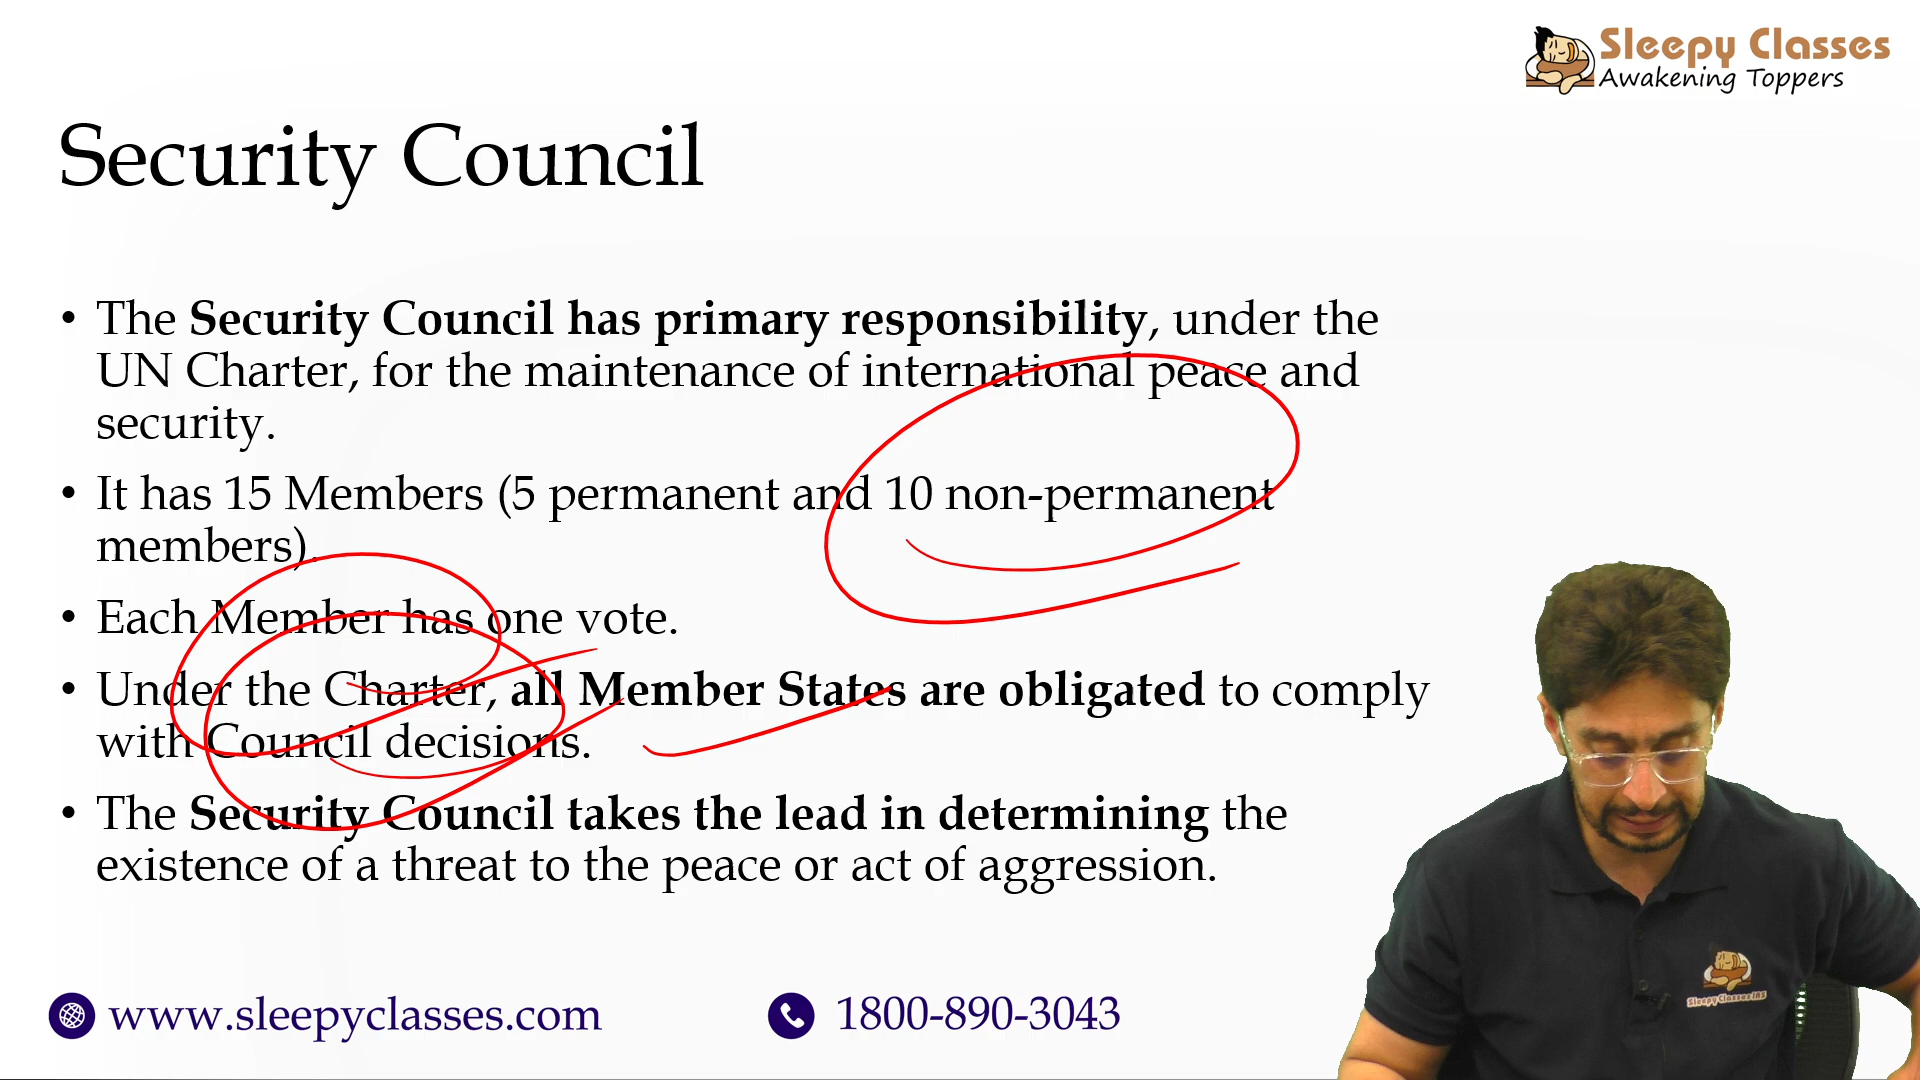 Sleepy Classes
Awakening Toppers
Security Council
• The Security Council has primary responsibility, under the
UN Charter, for the maintenance of international peace and
security.
• It has 15 Members (5 permanent and 10 non-permanent
members).
• Each Member has one vote.
• Under the Charter, all Member States are obligated to comply
with Council decisions.
• The Security Council takes the lead in determining the
existence of a threat to the peace or act of aggression.
SleepyClasses IAS
www.sleepyclasses.com
1800-890-3043